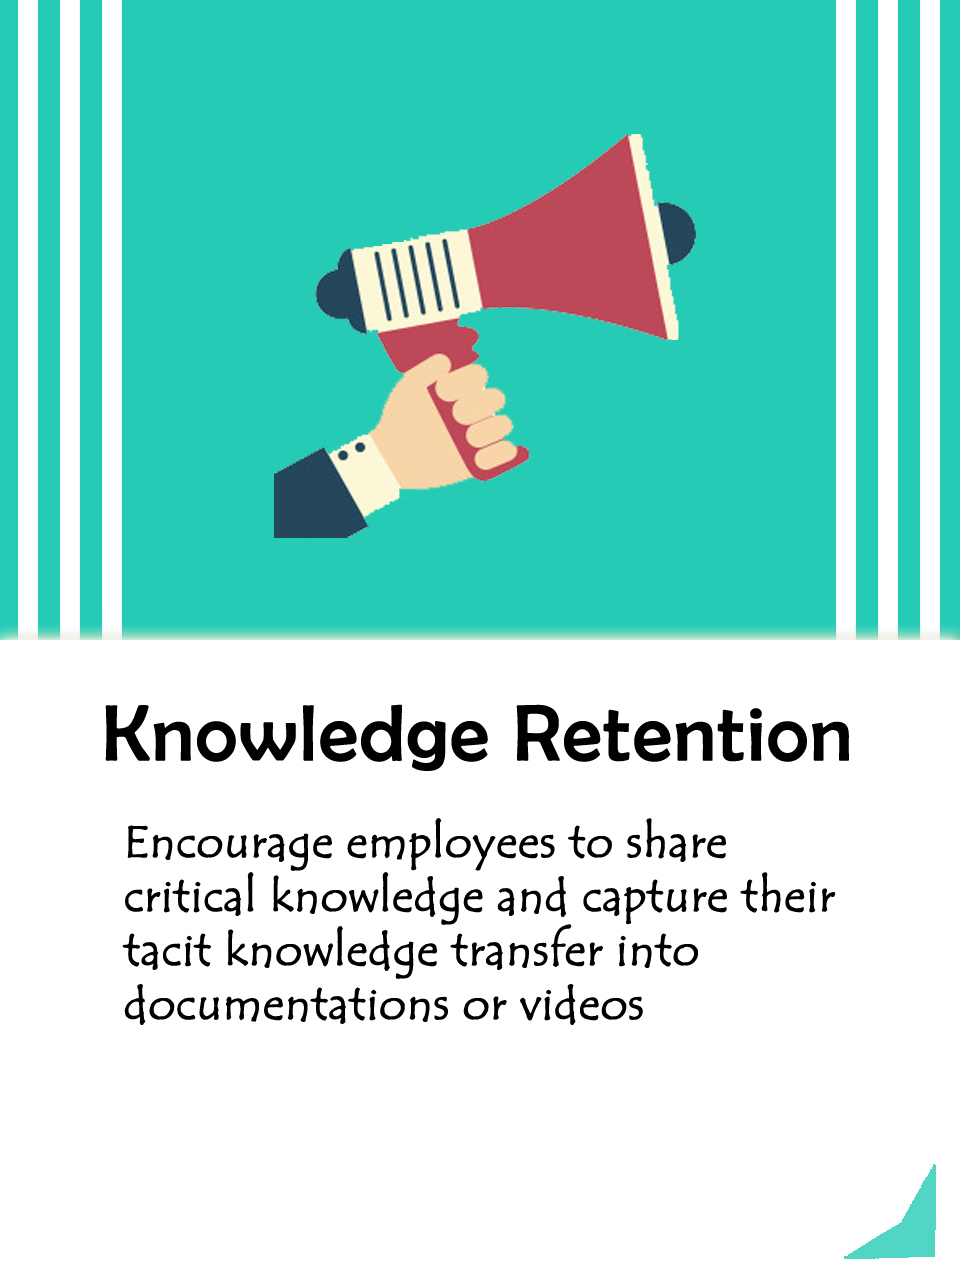 Knowledge Retention
Encourage employees to share
critical knowledge and capture their
tacit knowledge transfer into
documentations or videos